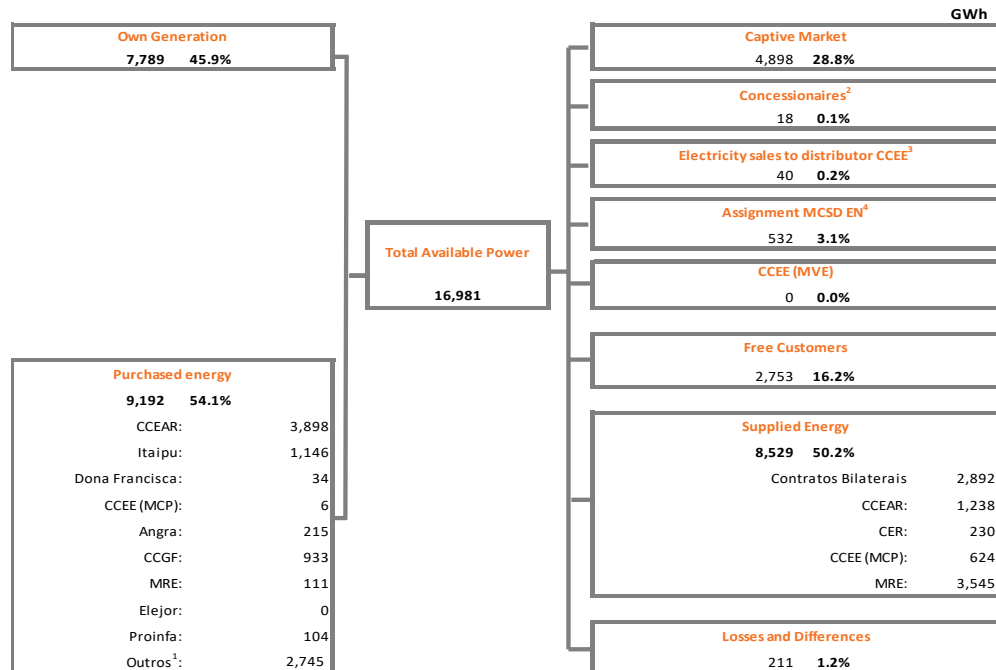 GWh
Own Generation
7,789 45.9%
Purchased energy
9,192 54.1%
CCEAR: 3,898
Itaipu: 1,146
Dona Francisca: 34
CCEE (MCP): 6
Angra: 215
CCGF: 933
MRE: 111
Elejor: 0
Proinfa: 104
Outros¹: 2,745
Total Available Power
16,981
Captive Market
4,898 28.8%
Concessionaires²
18 0.1%
Electricity sales to distributor CCEE³
40 0.2%
Assignment MCSD EN⁴
532 3.1%
CCEE (MVE)
0 0.0%
Free Customers
2,753 16.2%
Supplied Energy
8,529 50.2%
Contratos Bilaterais 2,892
CCEAR: 1,238
CER: 230
CCEE (MCP): 624
MRE: 3,545
Losses and Differences
211 1.2%